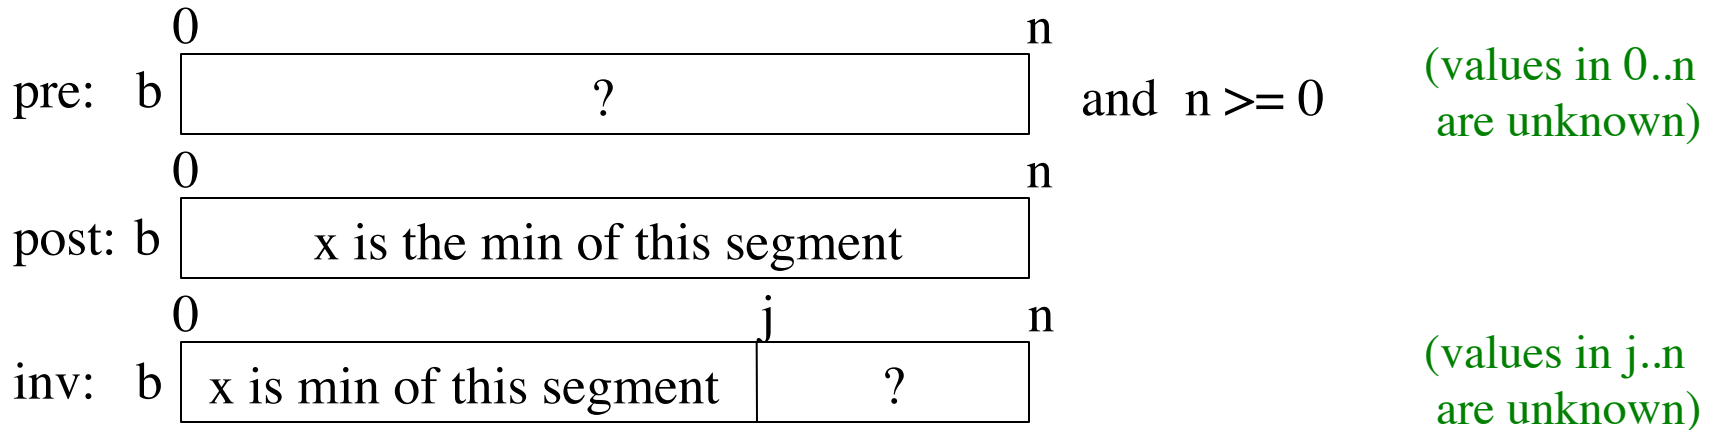 0 n
pre: b ? and n >= 0 (values in 0..n
are unknown)
0 n
post: b x is the min of this segment
0 j n
inv: b x is min of this segment ? (values in j..n
are unknown)